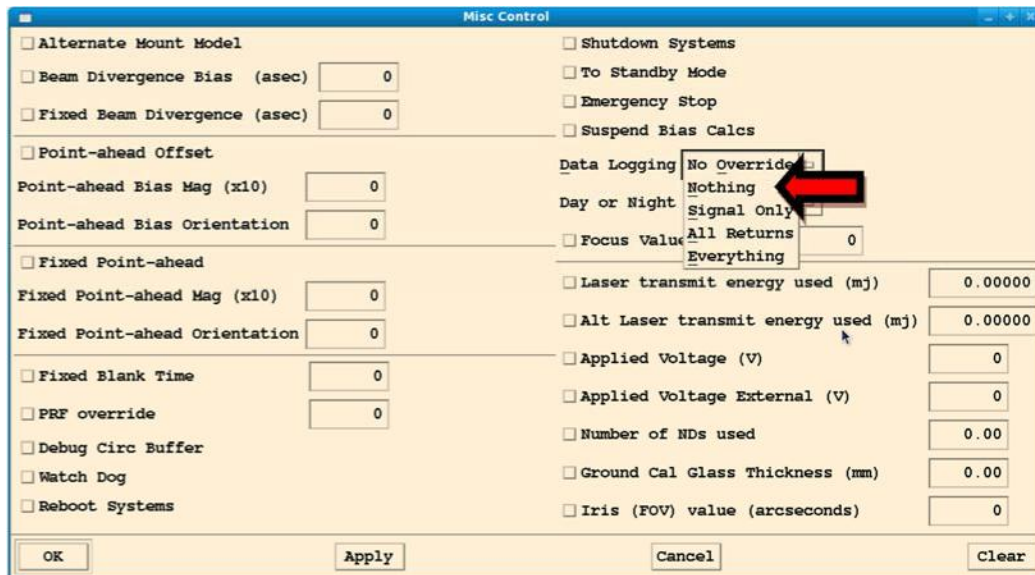 Misc Control
Alternate Mount Model
Beam Divergence Bias (asec) 0
Fixed Beam Divergence (asec) 0
Point-ahead Offset
Point-ahead Bias Mag (x10) 0
Point-ahead Bias Orientation 0
Fixed Point-ahead
Fixed Point-ahead Mag (x10) 0
Fixed Point-ahead Orientation 0
Fixed Blank Time 0
PRF override 0
Debug Circ Buffer
Watch Dog
Reboot Systems
Shutdown Systems
To Standby Mode
Emergency Stop
Suspend Bias Calcs
Data Logging No Override
Nothing
Day or Night
Signal Only
All Returns
Focus Value 0
Everything
Laser transmit energy used (mj) 0.00000
Alt Laser transmit energy used (mj) 0.00000
Applied Voltage (V) 0
Applied Voltage External (V) 0
Number of NDs used 0.00
Ground Cal Glass Thickness (mm) 0.00
Iris (FOV) value (arcseconds) 0
OK Apply Cancel Clear